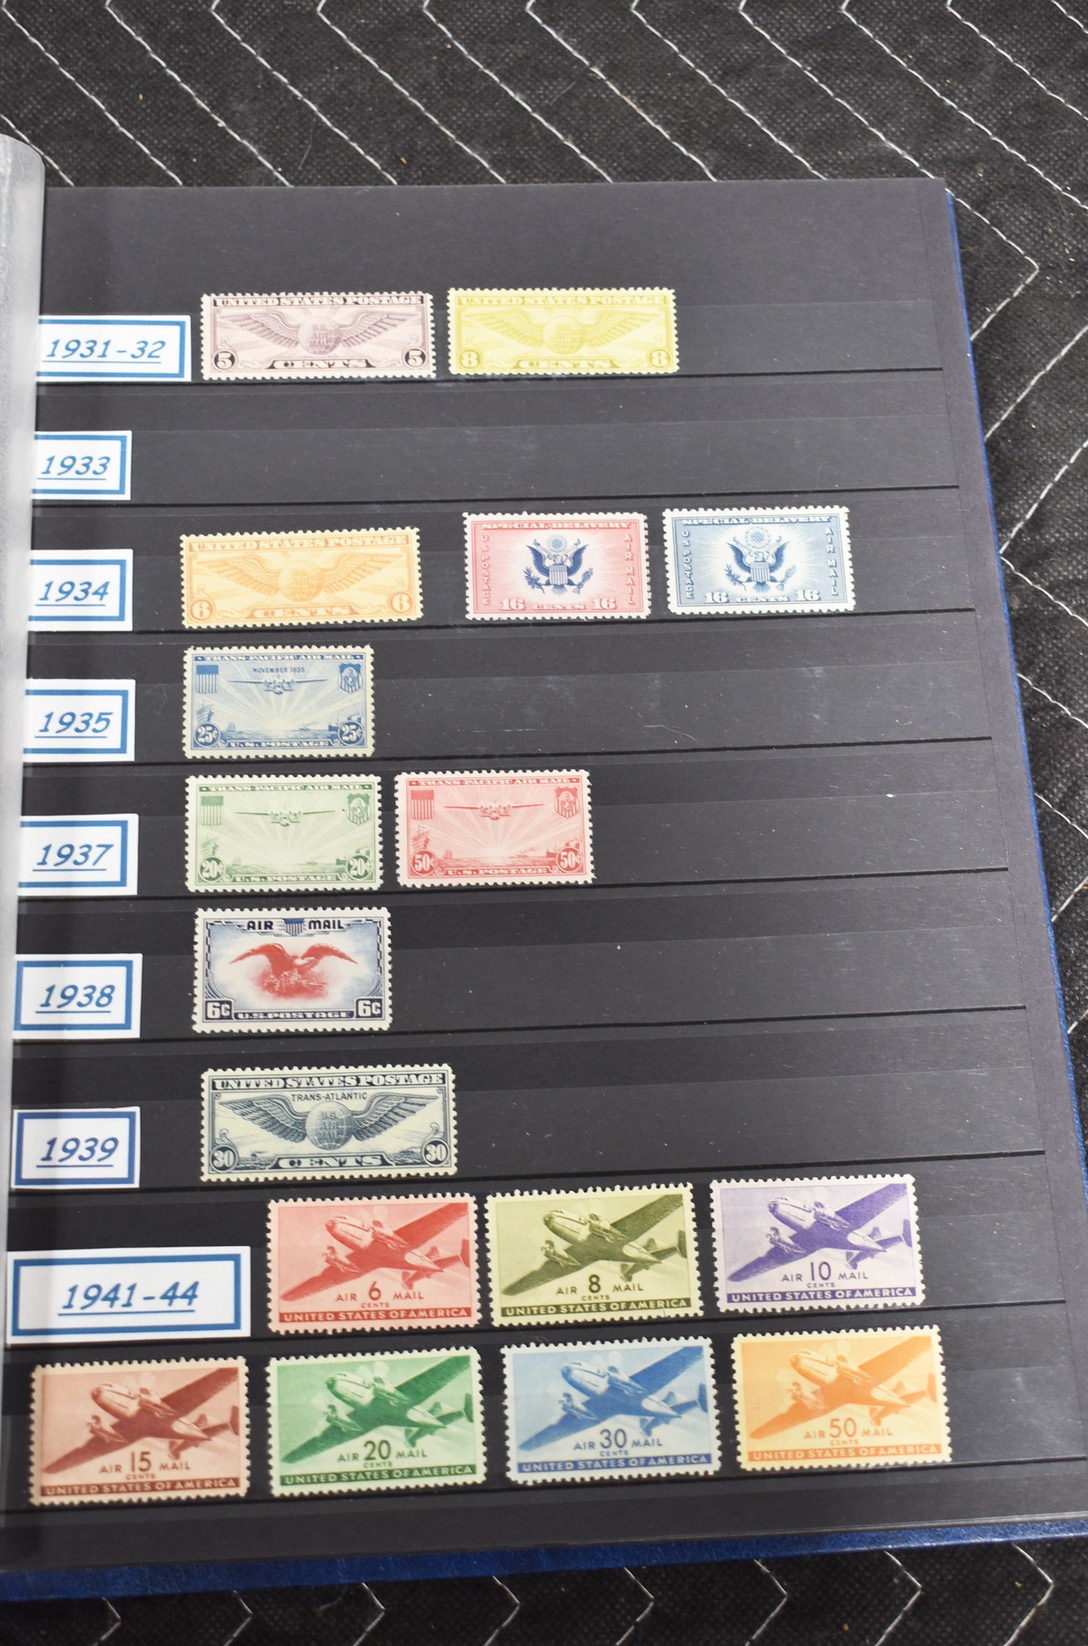 1931-32
UNITED STATES POSTAGE
U.S.
AIR
MAIL
5 CENTS 5
UNITED STATES POSTAGE
8 CENTS 8
1933
1934
UNITED STATES POSTAGE
6 CENTS 6
SPECIAL DELIVERY
AIR MAIL
16 CENTS 16
SPECIAL DELIVERY
AIR MAIL
16 CENTS 16
1935
TRANS-PACIFIC AIR MAIL
NOVEMBER 1935
25¢ U.S. POSTAGE 25¢
1937
TRANS-PACIFIC AIR MAIL
20¢ U.S. POSTAGE 20¢
TRANS-PACIFIC AIR MAIL
50¢ U.S. POSTAGE 50¢
1938
AIR MAIL
6¢ U.S. POSTAGE 6¢
1939
UNITED STATES POSTAGE
TRANS-ATLANTIC
U.S.
AIR
MAIL
30 CENTS 30
1941-44
AIR 6 MAIL
CENTS
UNITED STATES OF AMERICA
AIR 8 MAIL
CENTS
UNITED STATES OF AMERICA
AIR 10 MAIL
CENTS
UNITED STATES OF AMERICA
AIR 15 MAIL
CENTS
UNITED STATES OF AMERICA
AIR 20 MAIL
CENTS
UNITED STATES OF AMERICA
AIR 30 MAIL
CENTS
UNITED STATES OF AMERICA
AIR 50 MAIL
CENTS
UNITED STATES OF AMERICA